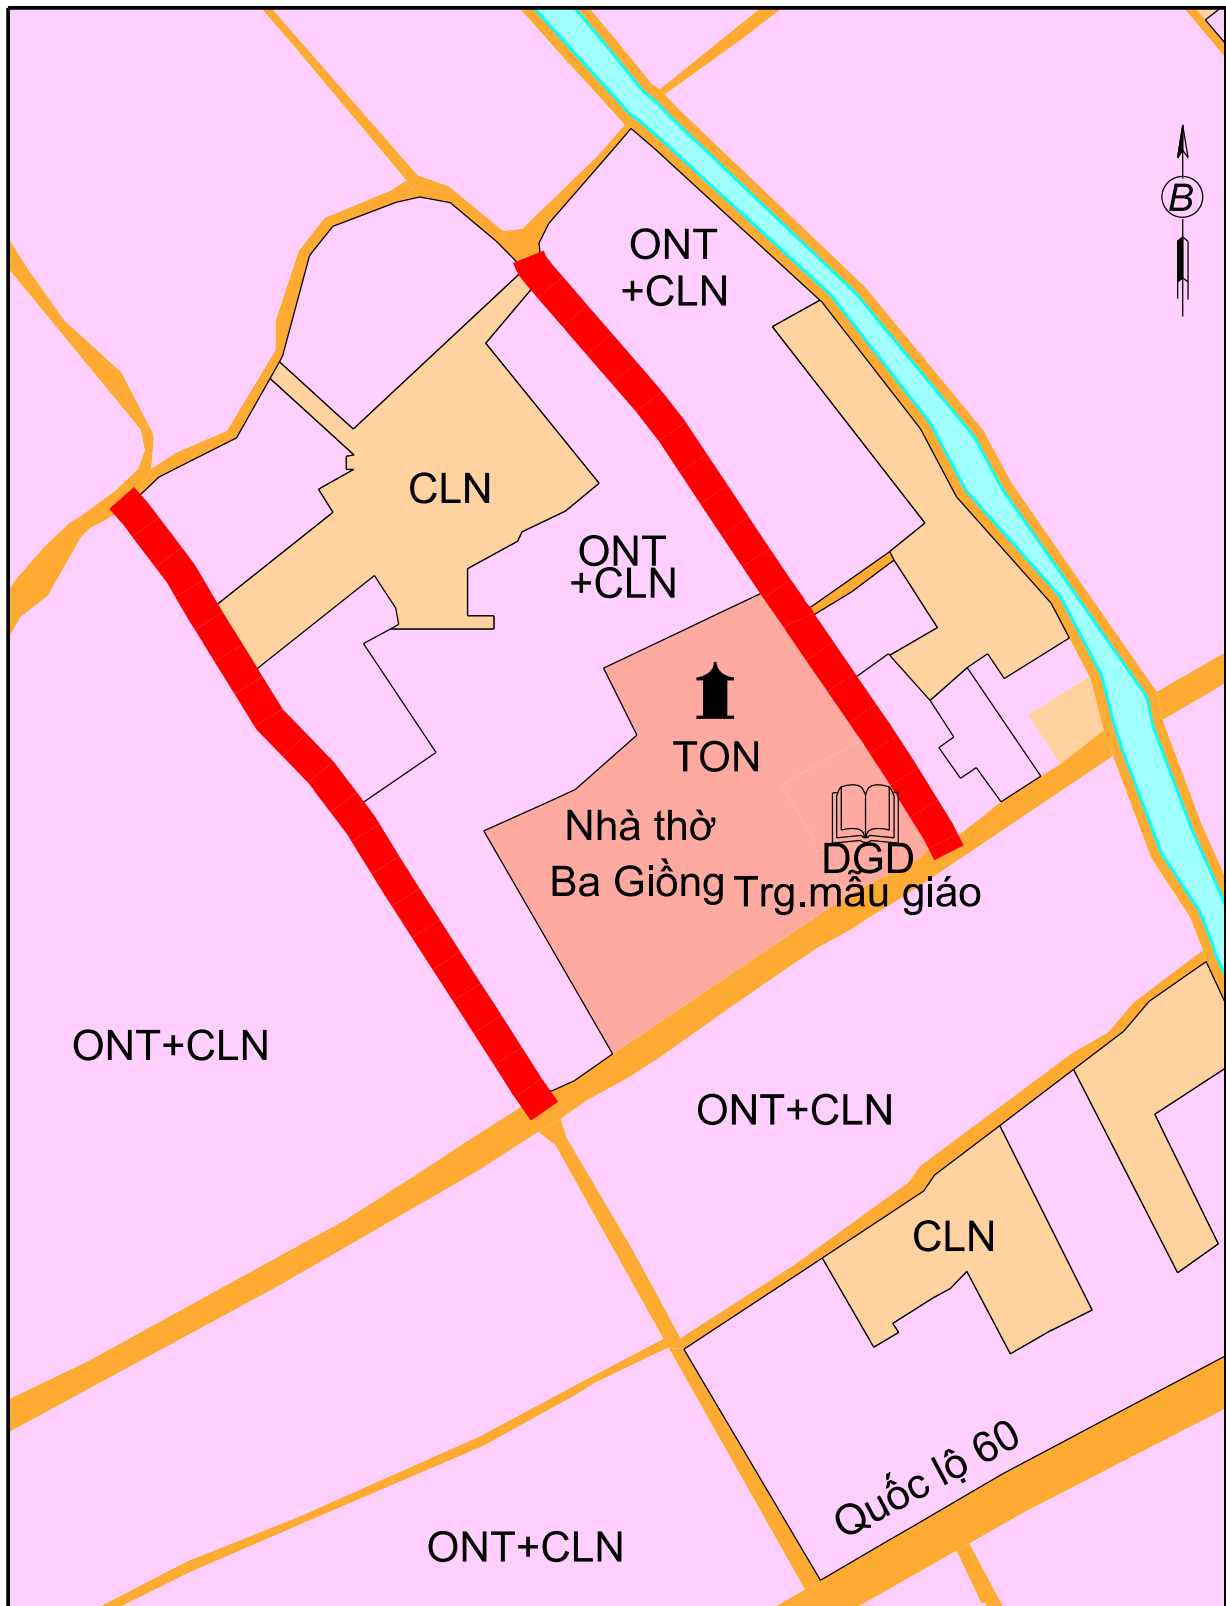 B
ONT
+CLN
CLN
ONT
+CLN
TON
Nhà thờ
Ba Giồng
DGD
Trg.mẫu giáo
ONT+CLN
ONT+CLN
CLN
Quốc lộ 60
ONT+CLN